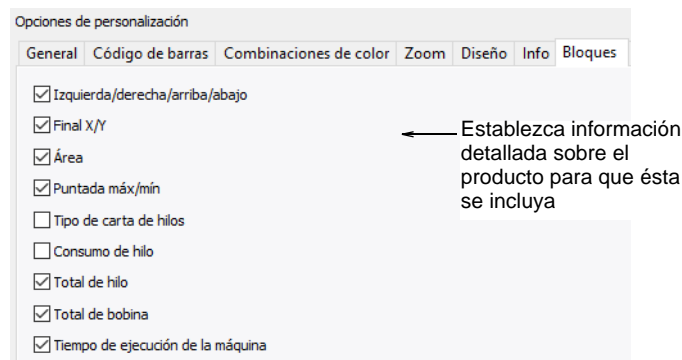 Opciones de personalización
General Código de barras Combinaciones de color Zoom Diseño Info Bloques
Izquierda/derecha/arriba/abajo
Final X/Y
Área
Puntada máx/mín
Tipo de carta de hilos
Consumo de hilo
Total de hilo
Total de bobina
Tiempo de ejecución de la máquina
Establezca información
detallada sobre el
producto para que ésta
se incluya